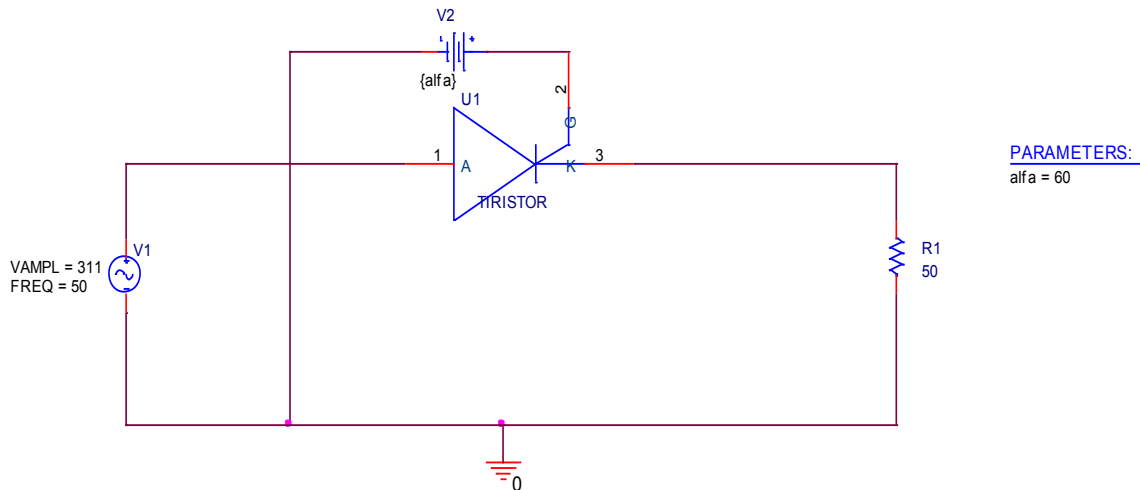 V2
{alfa}
U1
2
G
1
A
K
3
TIRISTOR
PARAMETERS:
alfa = 60
V1
VAMPL = 311
FREQ = 50
R1
50
0